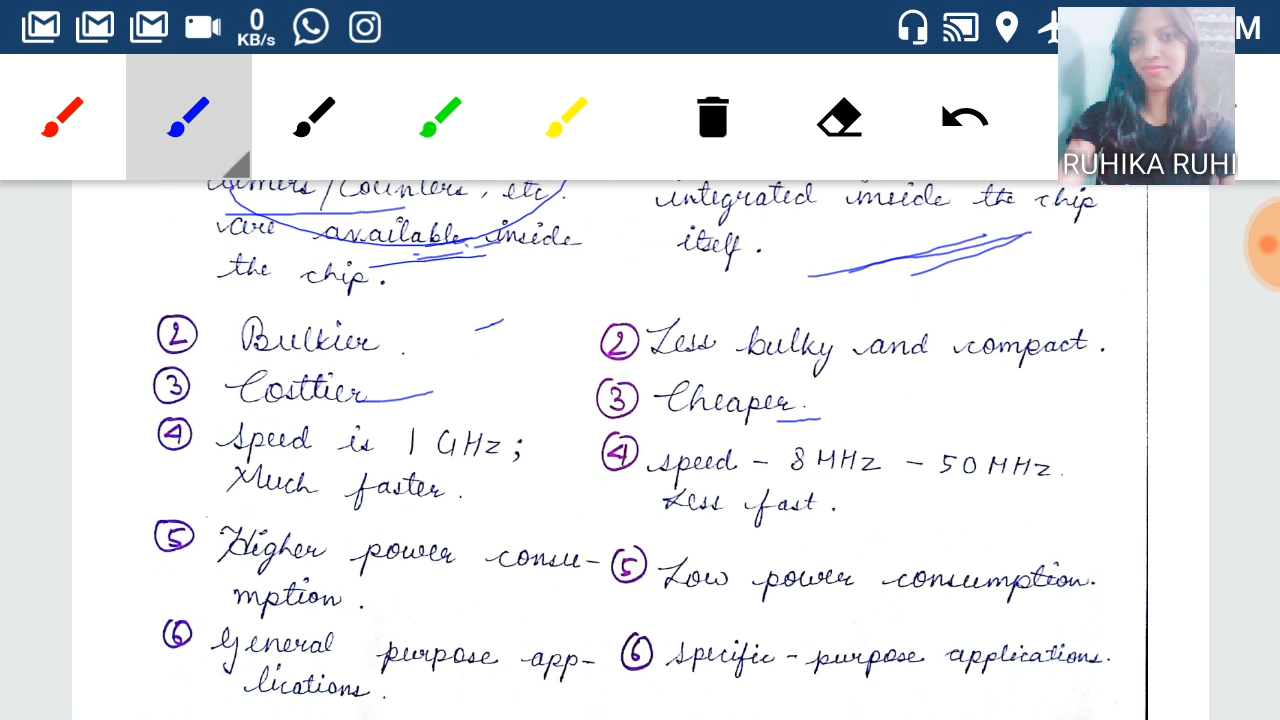 0
KB/s
M
RUHIKA RUHI
timers/Counters, etc.
are available inside
the chip.
② Bulkier.
③ Costtier
④ speed is 1 GHz;
Much faster.
⑤ Higher power consu-
mption.
⑥ General purpose app-
lications.
integrated inside the chip
itself.
② Less bulky and compact.
③ Cheaper.
④ speed - 8 MHz - 50 MHz.
Less fast.
⑤ Low power consumption.
⑥ specific-purpose applications.